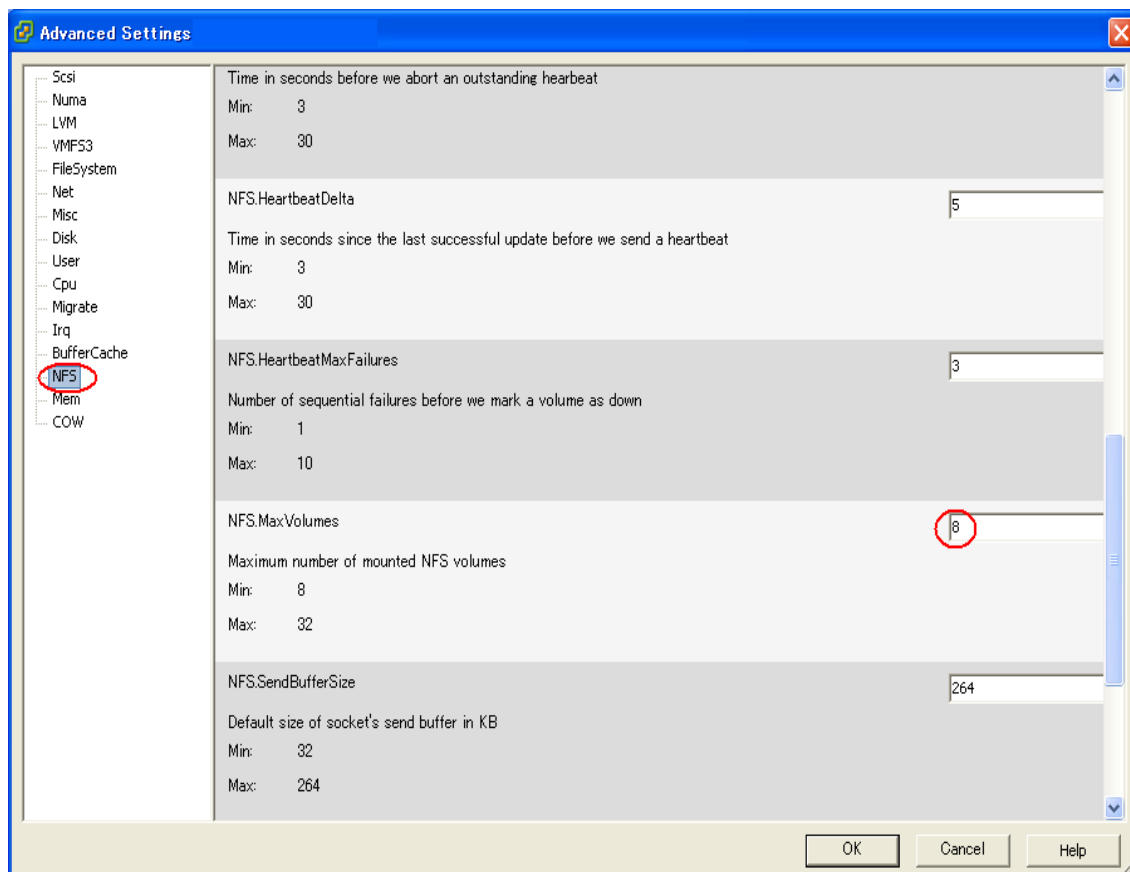 Advanced Settings
Scsi
Numa
LVM
VMFS3
FileSystem
Net
Misc
Disk
User
Cpu
Migrate
Irq
BufferCache
NFS
Mem
COW
Time in seconds before we abort an outstanding hearbeat
Min: 3
Max: 30
NFS.HeartbeatDelta 5
Time in seconds since the last successful update before we send a heartbeat
Min: 3
Max: 30
NFS.HeartbeatMaxFailures 3
Number of sequential failures before we mark a volume as down
Min: 1
Max: 10
NFS.MaxVolumes 8
Maximum number of mounted NFS volumes
Min: 8
Max: 32
NFS.SendBufferSize 264
Default size of socket's send buffer in KB
Min: 32
Max: 264
OK Cancel Help